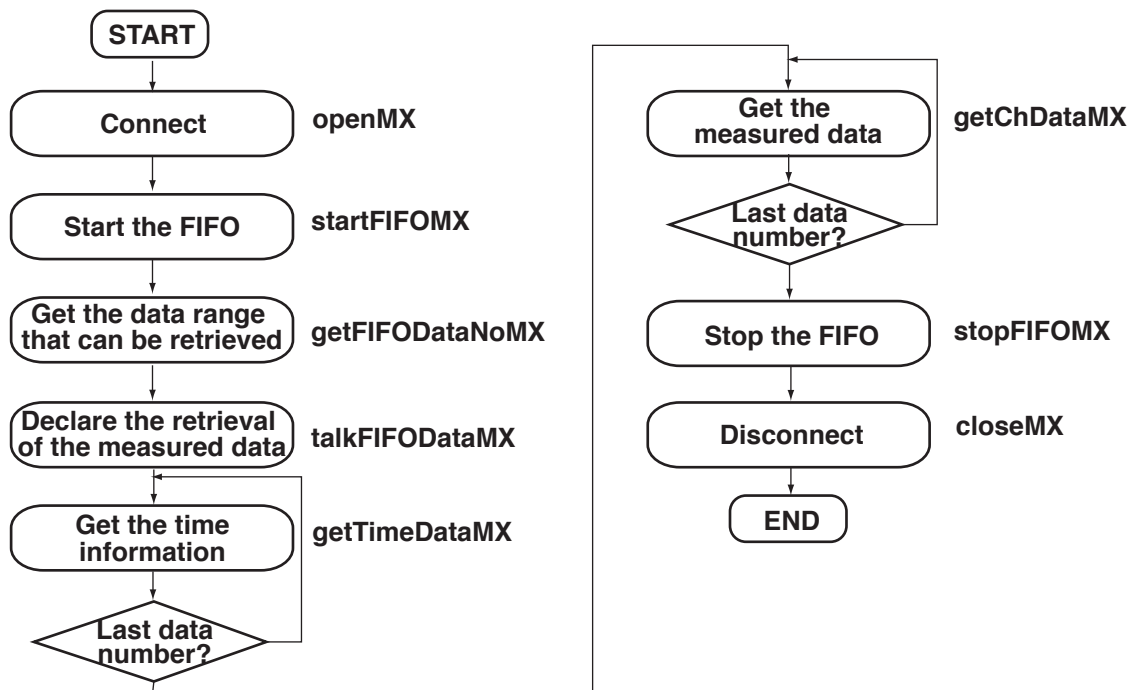 START
Connect
openMX
Start the FIFO
startFIFOMX
Get the data range
that can be retrieved
getFIFODataNoMX
Declare the retrieval
of the measured data
talkFIFODataMX
Get the time
information
getTimeDataMX
Last data
number?
Get the
measured data
getChDataMX
Last data
number?
Stop the FIFO
stopFIFOMX
Disconnect
closeMX
END